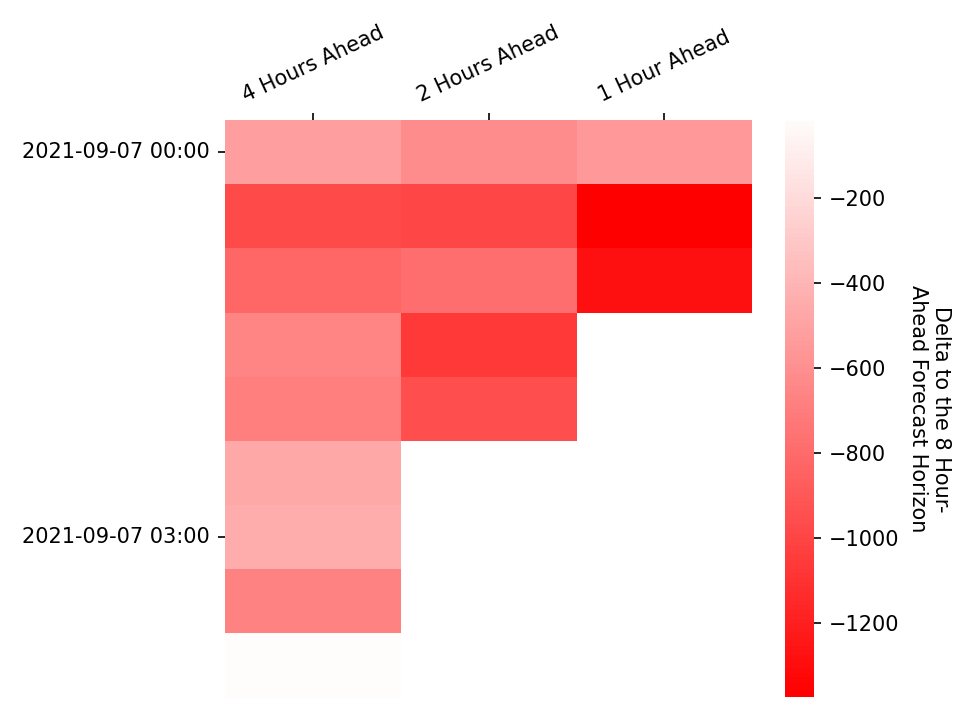 4 Hours Ahead
2 Hours Ahead
1 Hour Ahead
2021-09-07 00:00
2021-09-07 03:00
−200
−400
−600
−800
−1000
−1200
Delta to the 8 Hour-
Ahead Forecast Horizon